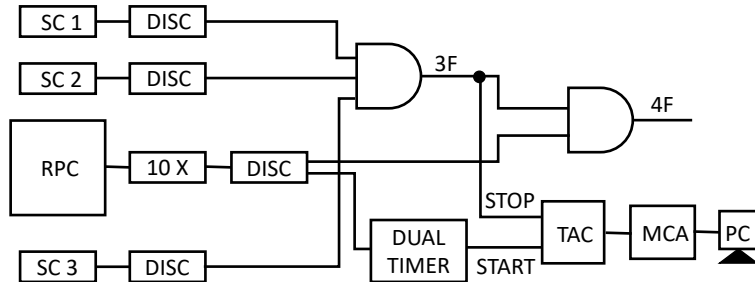 SC 1
DISC
3F
SC 2
DISC
4F
RPC
10 X
DISC
STOP
DUAL
TIMER
START
TAC
MCA
PC
SC 3
DISC